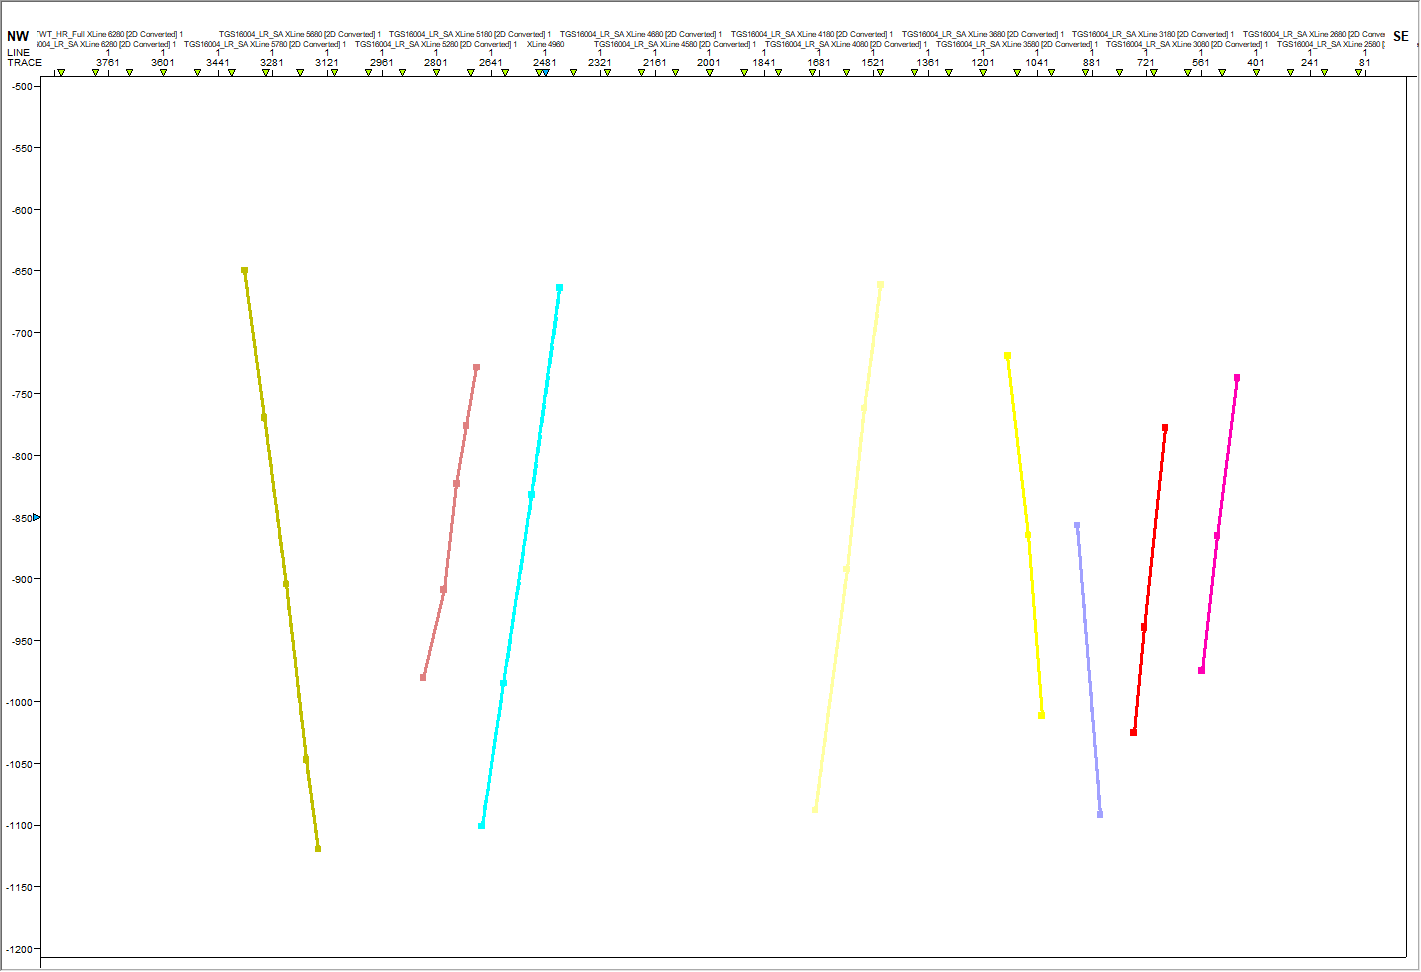 NW
TWT_HR_Full XLine 6280 [2D Converted] 1 TGS16004_LR_SA XLine 5680 [2D Converted] 1 TGS16004_LR_SA XLine 5180 [2D Converted] 1 TGS16004_LR_SA XLine 4680 [2D Converted] 1 TGS16004_LR_SA XLine 4180 [2D Converted] 1 TGS16004_LR_SA XLine 3680 [2D Converted] 1 TGS16004_LR_SA XLine 3180 [2D Converted] 1 TGS16004_LR_SA XLine 2680 [2D Conve
SE
004_LR_SA XLine 6280 [2D Converted] 1 TGS16004_LR_SA XLine 5780 [2D Converted] 1 TGS16004_LR_SA XLine 5280 [2D Converted] 1 XLine 4960 TGS16004_LR_SA XLine 4580 [2D Converted] 1 TGS16004_LR_SA XLine 4080 [2D Converted] 1 TGS16004_LR_SA XLine 3580 [2D Converted] 1 TGS16004_LR_SA XLine 3080 [2D Converted] 1 TGS16004_LR_SA XLine 2580 [
LINE 1 1 1 1 1 1 1 1 1 1 1 1 1 1 1 1 1 1 1 1 1 1 1 1
TRACE 3761 3601 3441 3281 3121 2961 2801 2641 2481 2321 2161 2001 1841 1681 1521 1361 1201 1041 881 721 561 401 241 81
-500
-550
-600
-650
-700
-750
-800
-850
-900
-950
-1000
-1050
-1100
-1150
-1200